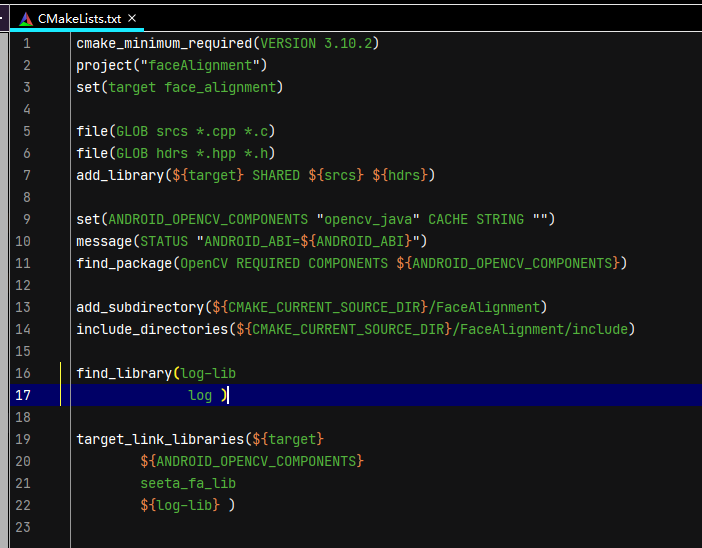 CMakeLists.txt ×
1 cmake_minimum_required(VERSION 3.10.2)
2 project("faceAlignment")
3 set(target face_alignment)
4
5 file(GLOB srcs *.cpp *.c)
6 file(GLOB hdrs *.hpp *.h)
7 add_library(${target} SHARED ${srcs} ${hdrs})
8
9 set(ANDROID_OPENCV_COMPONENTS "opencv_java" CACHE STRING "")
10 message(STATUS "ANDROID_ABI=${ANDROID_ABI}")
11 find_package(OpenCV REQUIRED COMPONENTS ${ANDROID_OPENCV_COMPONENTS})
12
13 add_subdirectory(${CMAKE_CURRENT_SOURCE_DIR}/FaceAlignment)
14 include_directories(${CMAKE_CURRENT_SOURCE_DIR}/FaceAlignment/include)
15
16 find_library(log-lib
17 log )
18
19 target_link_libraries(${target}
20 ${ANDROID_OPENCV_COMPONENTS}
21 seeta_fa_lib
22 ${log-lib} )
23